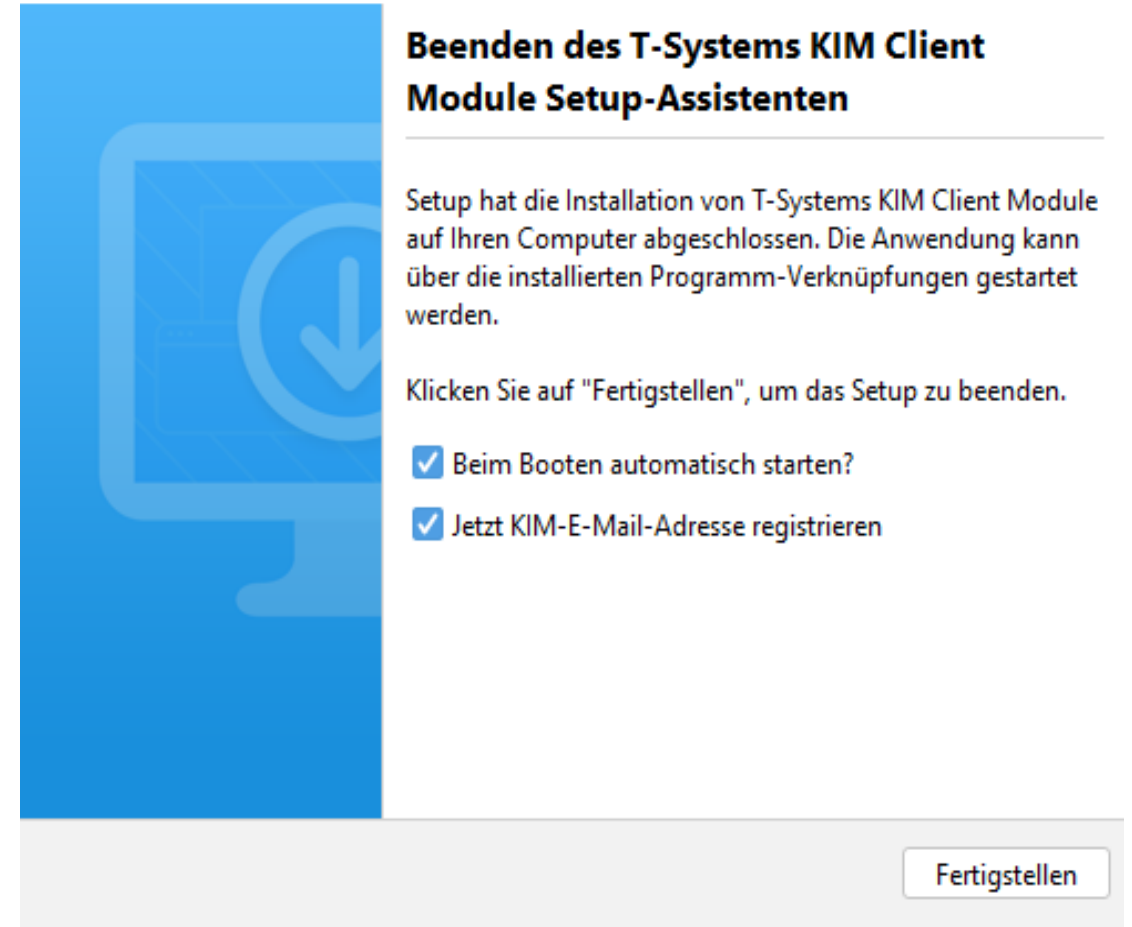 Beenden des T-Systems KIM Client
Module Setup-Assistenten
Setup hat die Installation von T-Systems KIM Client Module
auf Ihren Computer abgeschlossen. Die Anwendung kann
über die installierten Programm-Verknüpfungen gestartet
werden.
Klicken Sie auf "Fertigstellen", um das Setup zu beenden.
Beim Booten automatisch starten?
Jetzt KIM-E-Mail-Adresse registrieren
Fertigstellen